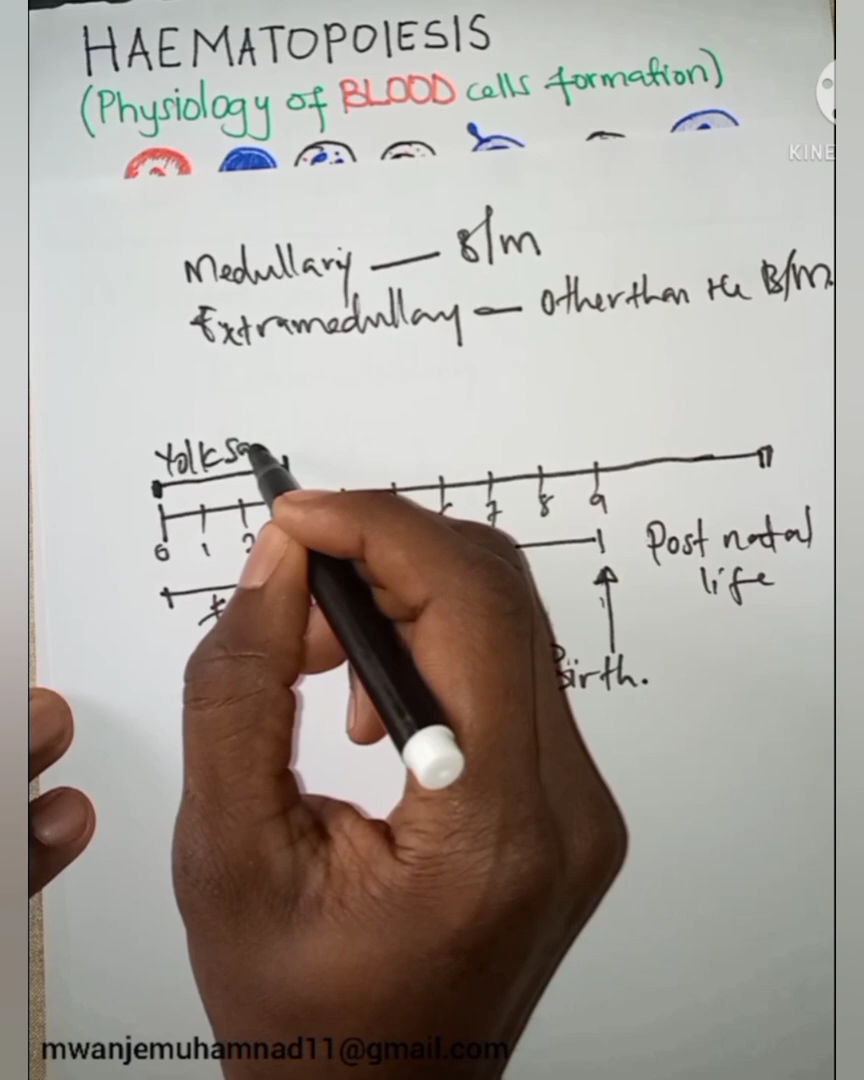 HAEMATOPOIESIS
(Physiology of BLOOD cells formation)
KINE
Medullary — B/m
Extramedullay — Other than the B/m.
Yolk Sa
0 1 2 7 8 9
Post natal
life
Birth.
mwanjemuhamnad11@gmail.com